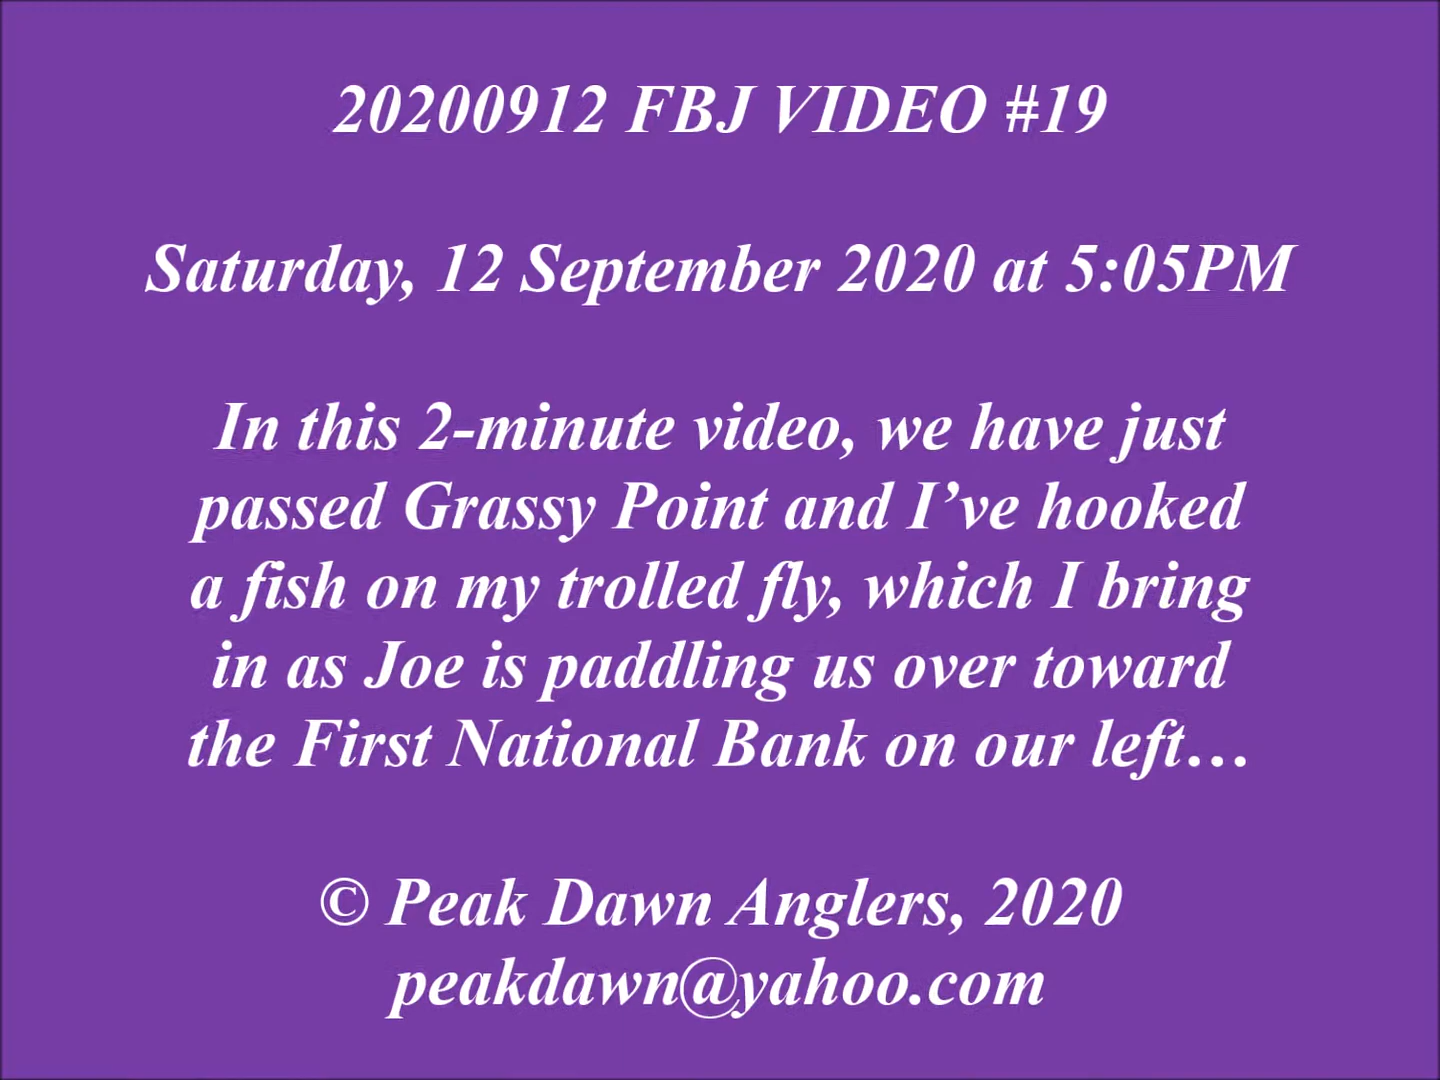 20200912 FBJ VIDEO #19
Saturday, 12 September 2020 at 5:05PM
In this 2-minute video, we have just
passed Grassy Point and I’ve hooked
a fish on my trolled fly, which I bring
in as Joe is paddling us over toward
the First National Bank on our left…
© Peak Dawn Anglers, 2020
peakdawn@yahoo.com